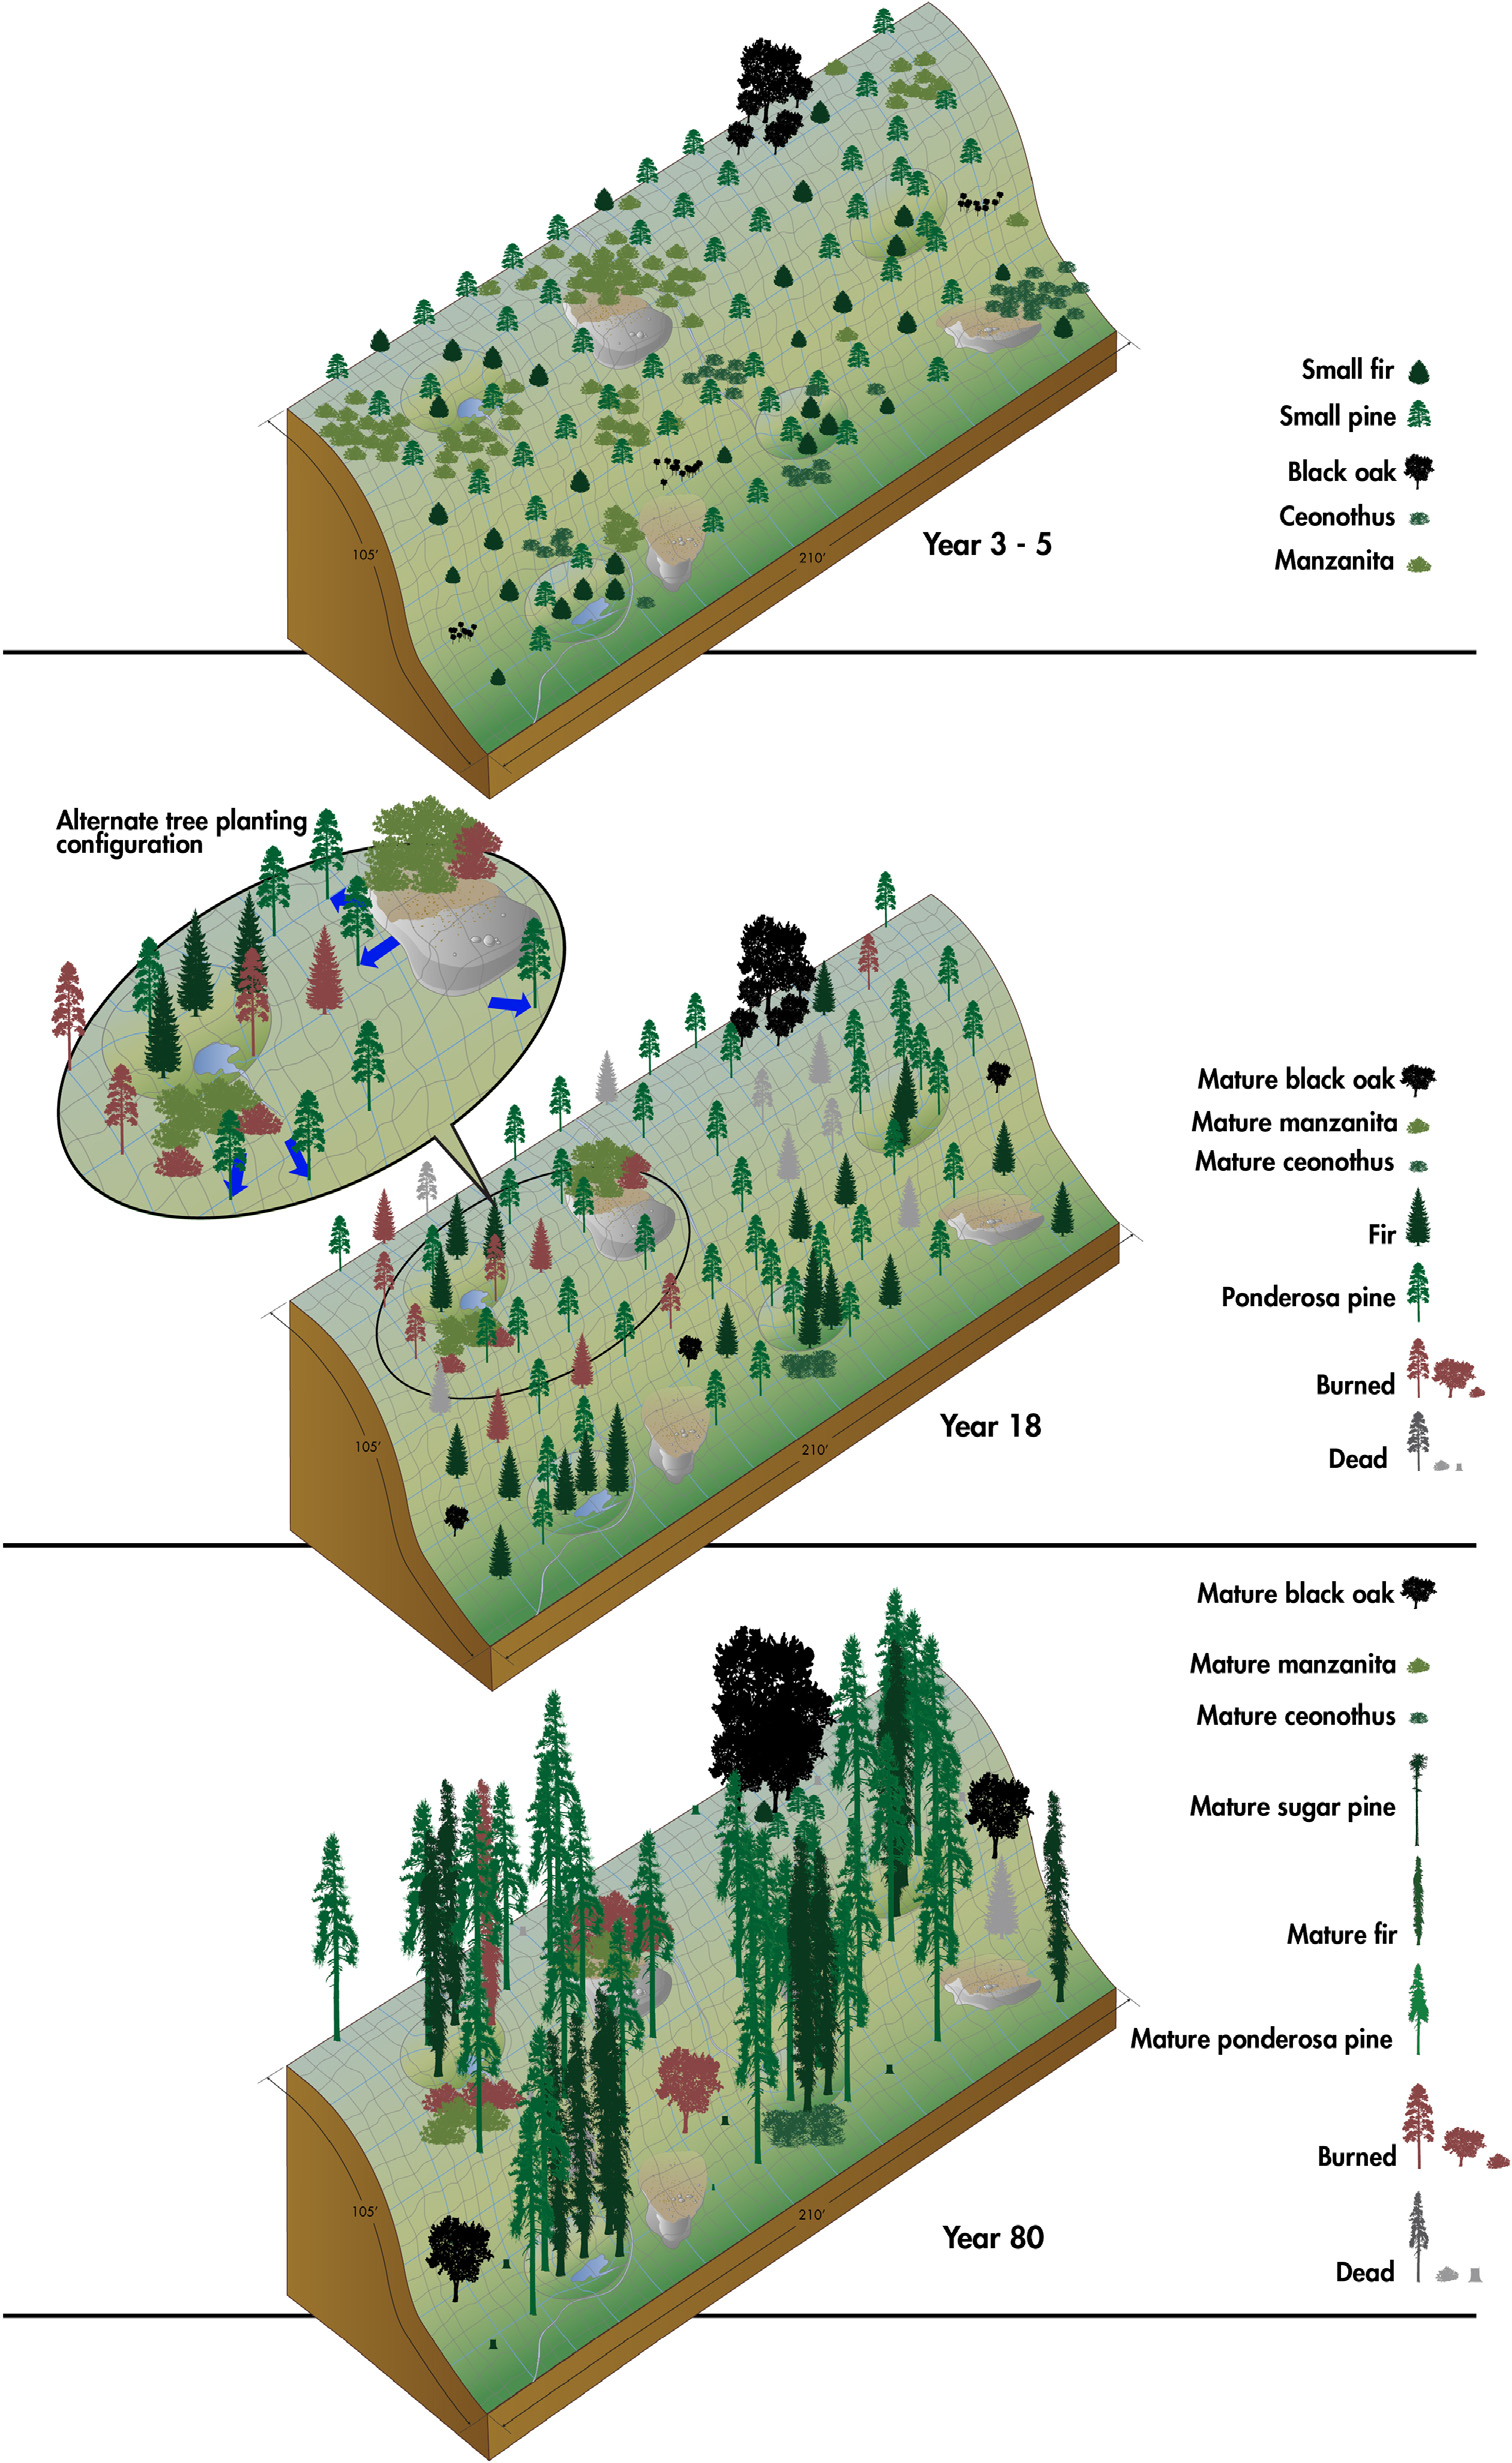 Small fir
Small pine
Black oak
Ceonothus
Manzanita
Year 3 - 5
105'
210'
Alternate tree planting
configuration
Mature black oak
Mature manzanita
Mature ceonothus
Fir
Ponderosa pine
Burned
Dead
Year 18
105'
210'
Mature black oak
Mature manzanita
Mature ceonothus
Mature sugar pine
Mature fir
Mature ponderosa pine
Burned
Dead
Year 80
105'
210'